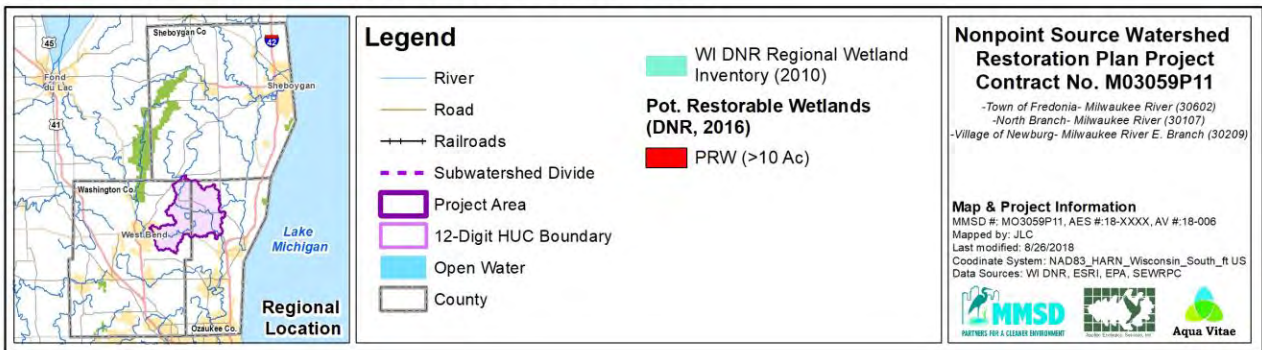 Sheboygan Co
45
42
Fond
du Lac
Sheboygan
41
Washington Co.
West Bend
Lake
Michigan
Ozaukee Co.
Regional
Location
Legend
River
Road
Railroads
Subwatershed Divide
Project Area
12-Digit HUC Boundary
Open Water
County
WI DNR Regional Wetland
Inventory (2010)
Pot. Restorable Wetlands
(DNR, 2016)
PRW (>10 Ac)
Nonpoint Source Watershed
Restoration Plan Project
Contract No. M03059P11
-Town of Fredonia- Milwaukee River (30602)
-North Branch- Milwaukee River (30107)
-Village of Newburg- Milwaukee River E. Branch (30209)
Map & Project Information
MMSD #: MO3059P11, AES #:18-XXXX, AV #:18-006
Mapped by: JLC
Last modified: 8/26/2018
Coodinate System: NAD83_HARN_Wisconsin_South_ft US
Data Sources: WI DNR, ESRI, EPA, SEWRPC
MMSD
PARTNERS FOR A CLEANER ENVIRONMENT
Aqua Vitae